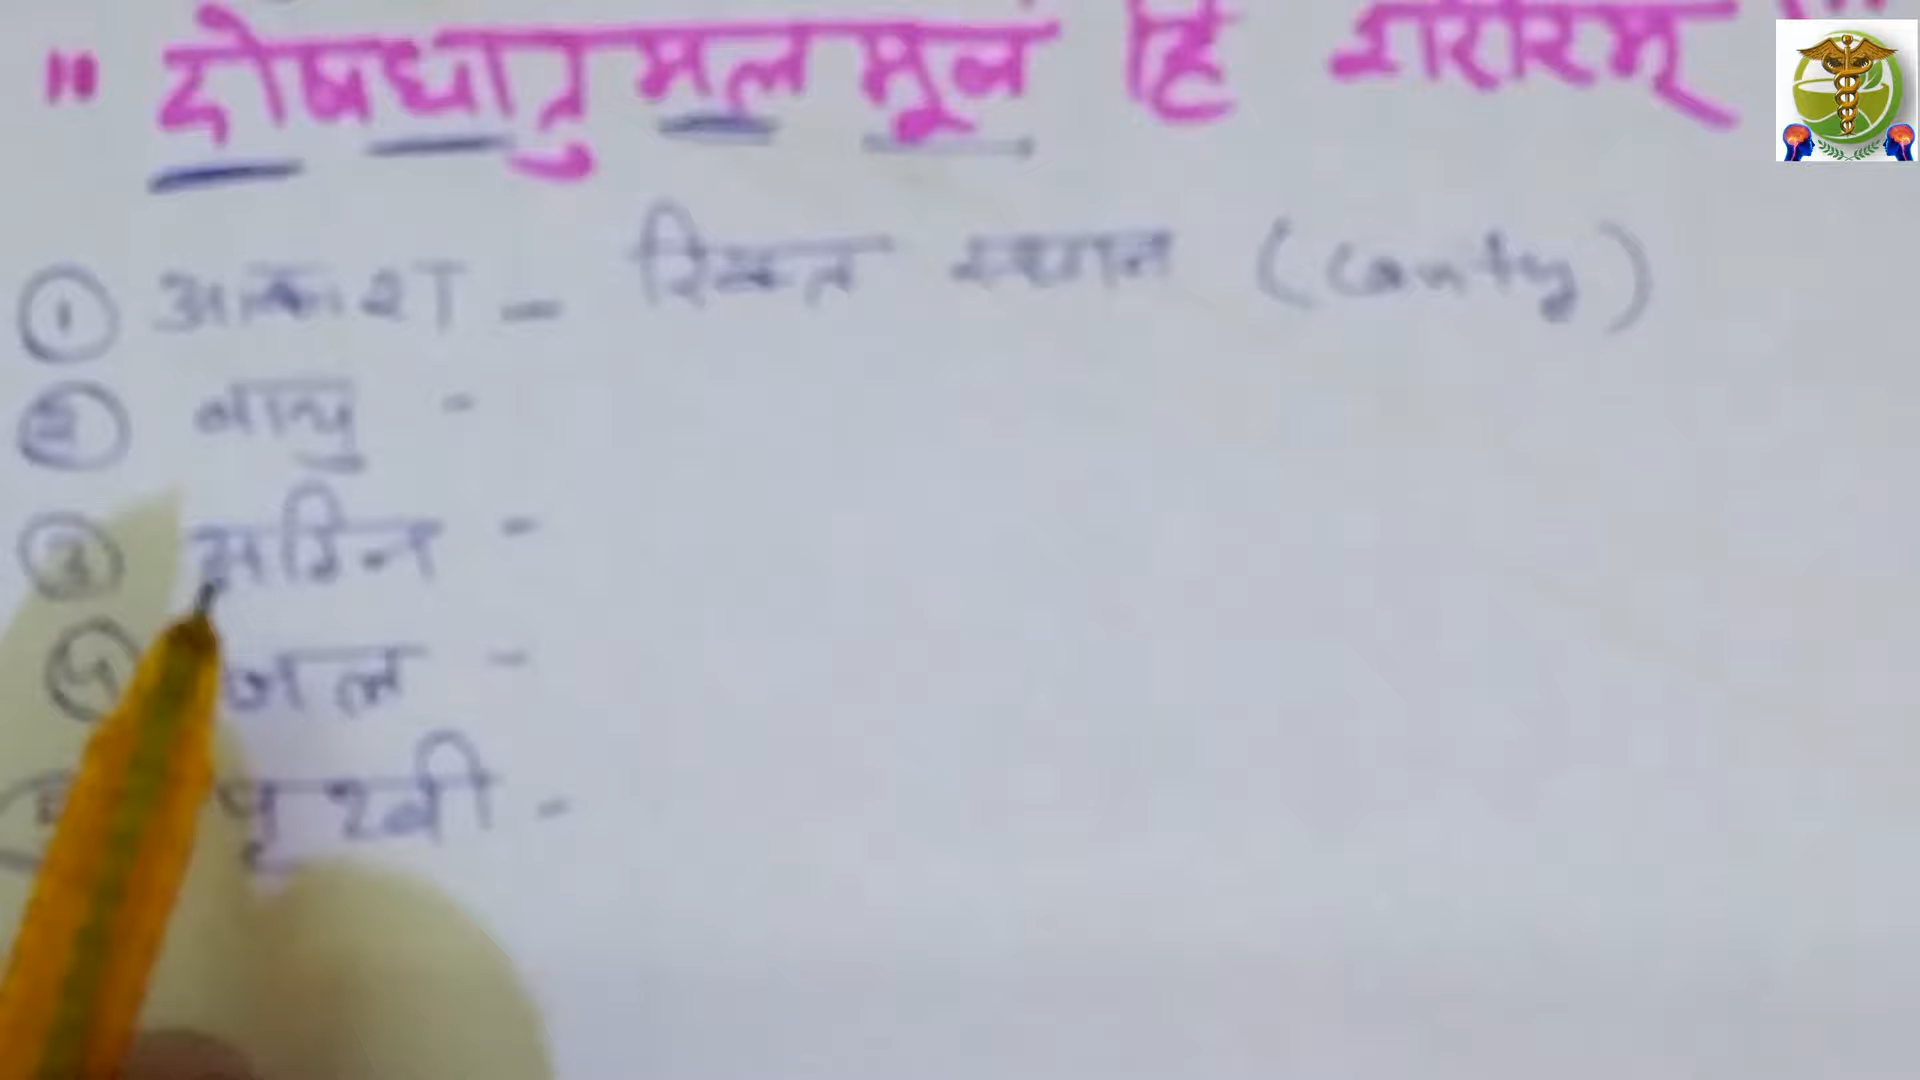 "दोषधातुमलमूलं हि शरीरम्"
① आकाश - रिक्त स्थान (Cavity)
② वायु -
③ अग्नि -
④ जल -
पृथ्वी -